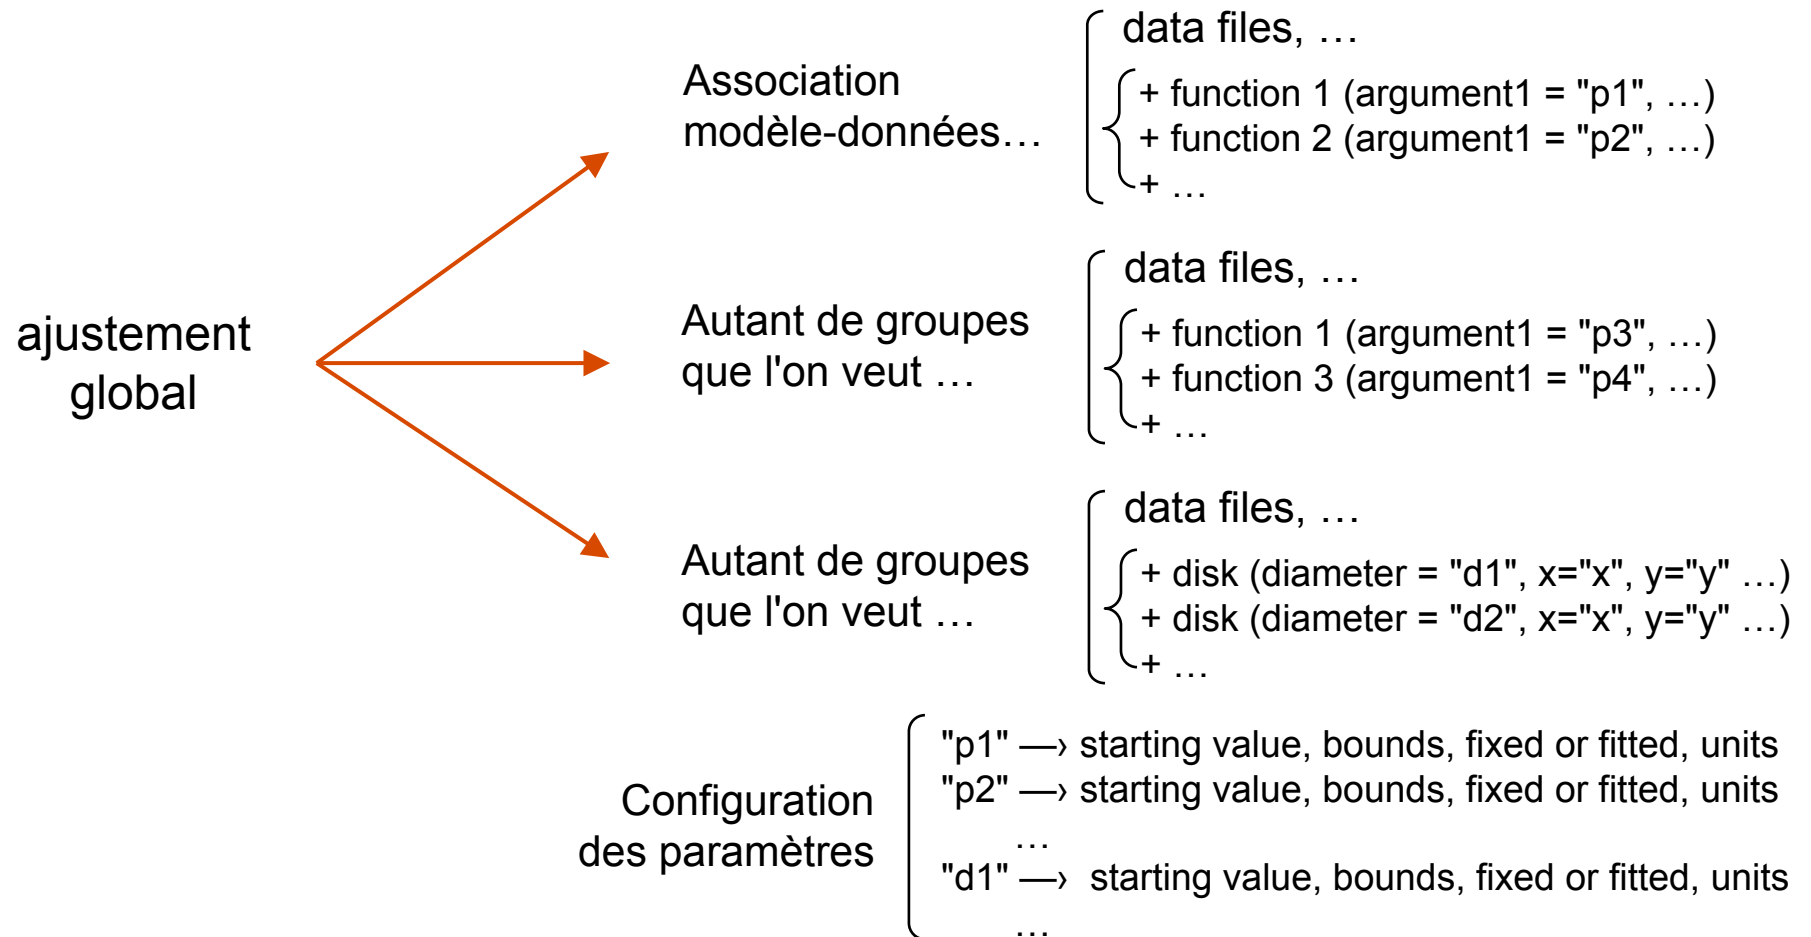 ajustement
global
Association
modèle-données…
data files, …
+ function 1 (argument1 = "p1", …)
+ function 2 (argument1 = "p2", …)
+ …
Autant de groupes
que l'on veut …
data files, …
+ function 1 (argument1 = "p3", …)
+ function 3 (argument1 = "p4", …)
+ …
Autant de groupes
que l'on veut …
data files, …
+ disk (diameter = "d1", x="x", y="y" …)
+ disk (diameter = "d2", x="x", y="y" …)
+ …
Configuration
des paramètres
"p1" —› starting value, bounds, fixed or fitted, units
"p2" —› starting value, bounds, fixed or fitted, units
…
"d1" —› starting value, bounds, fixed or fitted, units
…